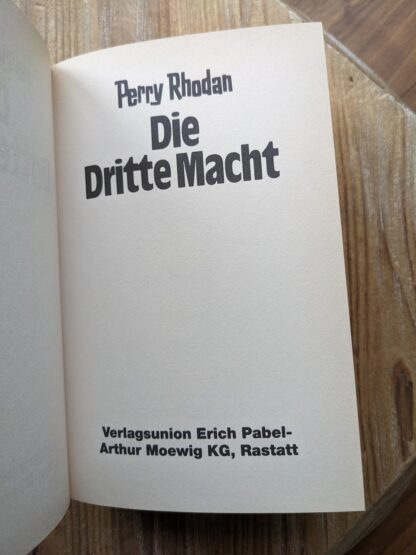 Perry Rhodan
Die
Dritte Macht
Verlagsunion Erich Pabel-
Arthur Moewig KG, Rastatt